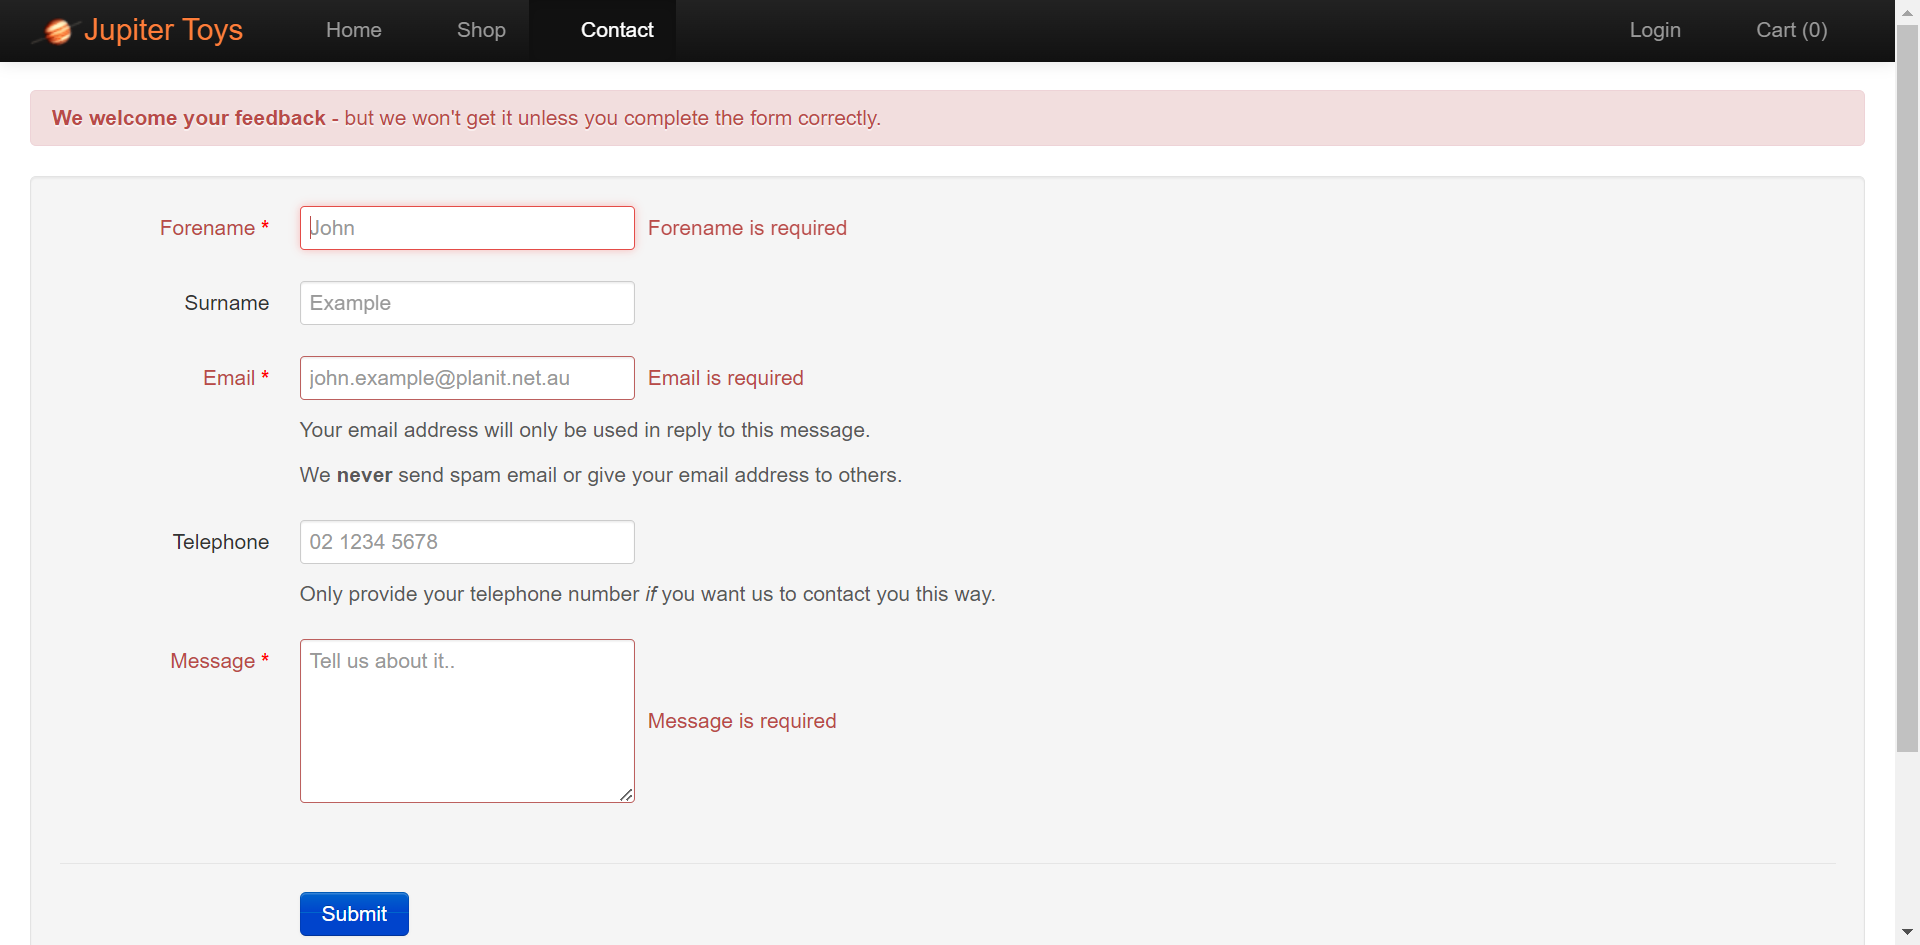 Jupiter Toys Home Shop Contact Login Cart (0)
We welcome your feedback - but we won't get it unless you complete the form correctly.
Forename * John Forename is required
Surname Example
Email * john.example@planit.net.au Email is required
Your email address will only be used in reply to this message.
We never send spam email or give your email address to others.
Telephone 02 1234 5678
Only provide your telephone number if you want us to contact you this way.
Message * Tell us about it..
Message is required
Submit